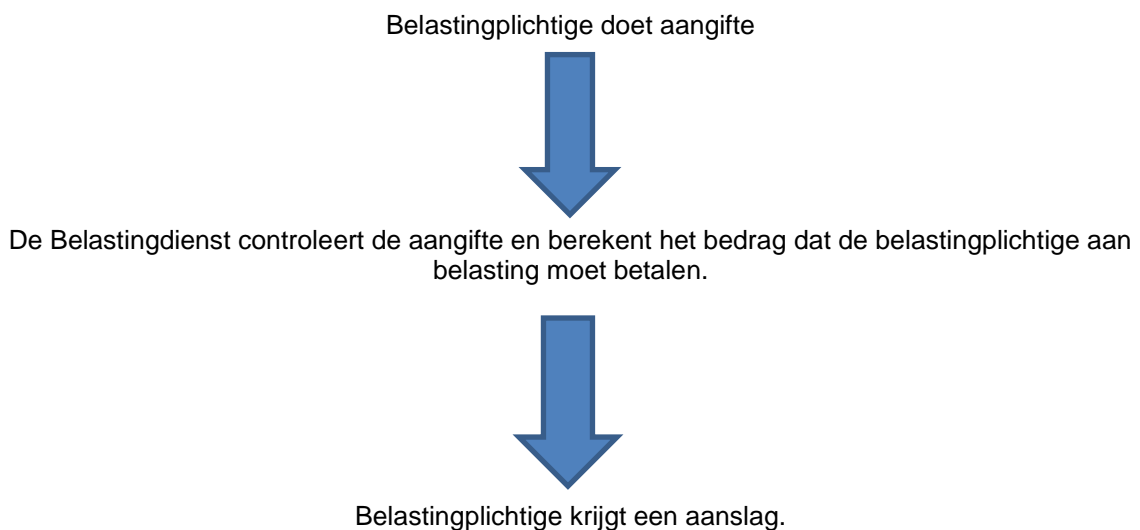 Belastingplichtige doet aangifte
De Belastingdienst controleert de aangifte en berekent het bedrag dat de belastingplichtige aan
belasting moet betalen.
Belastingplichtige krijgt een aanslag.